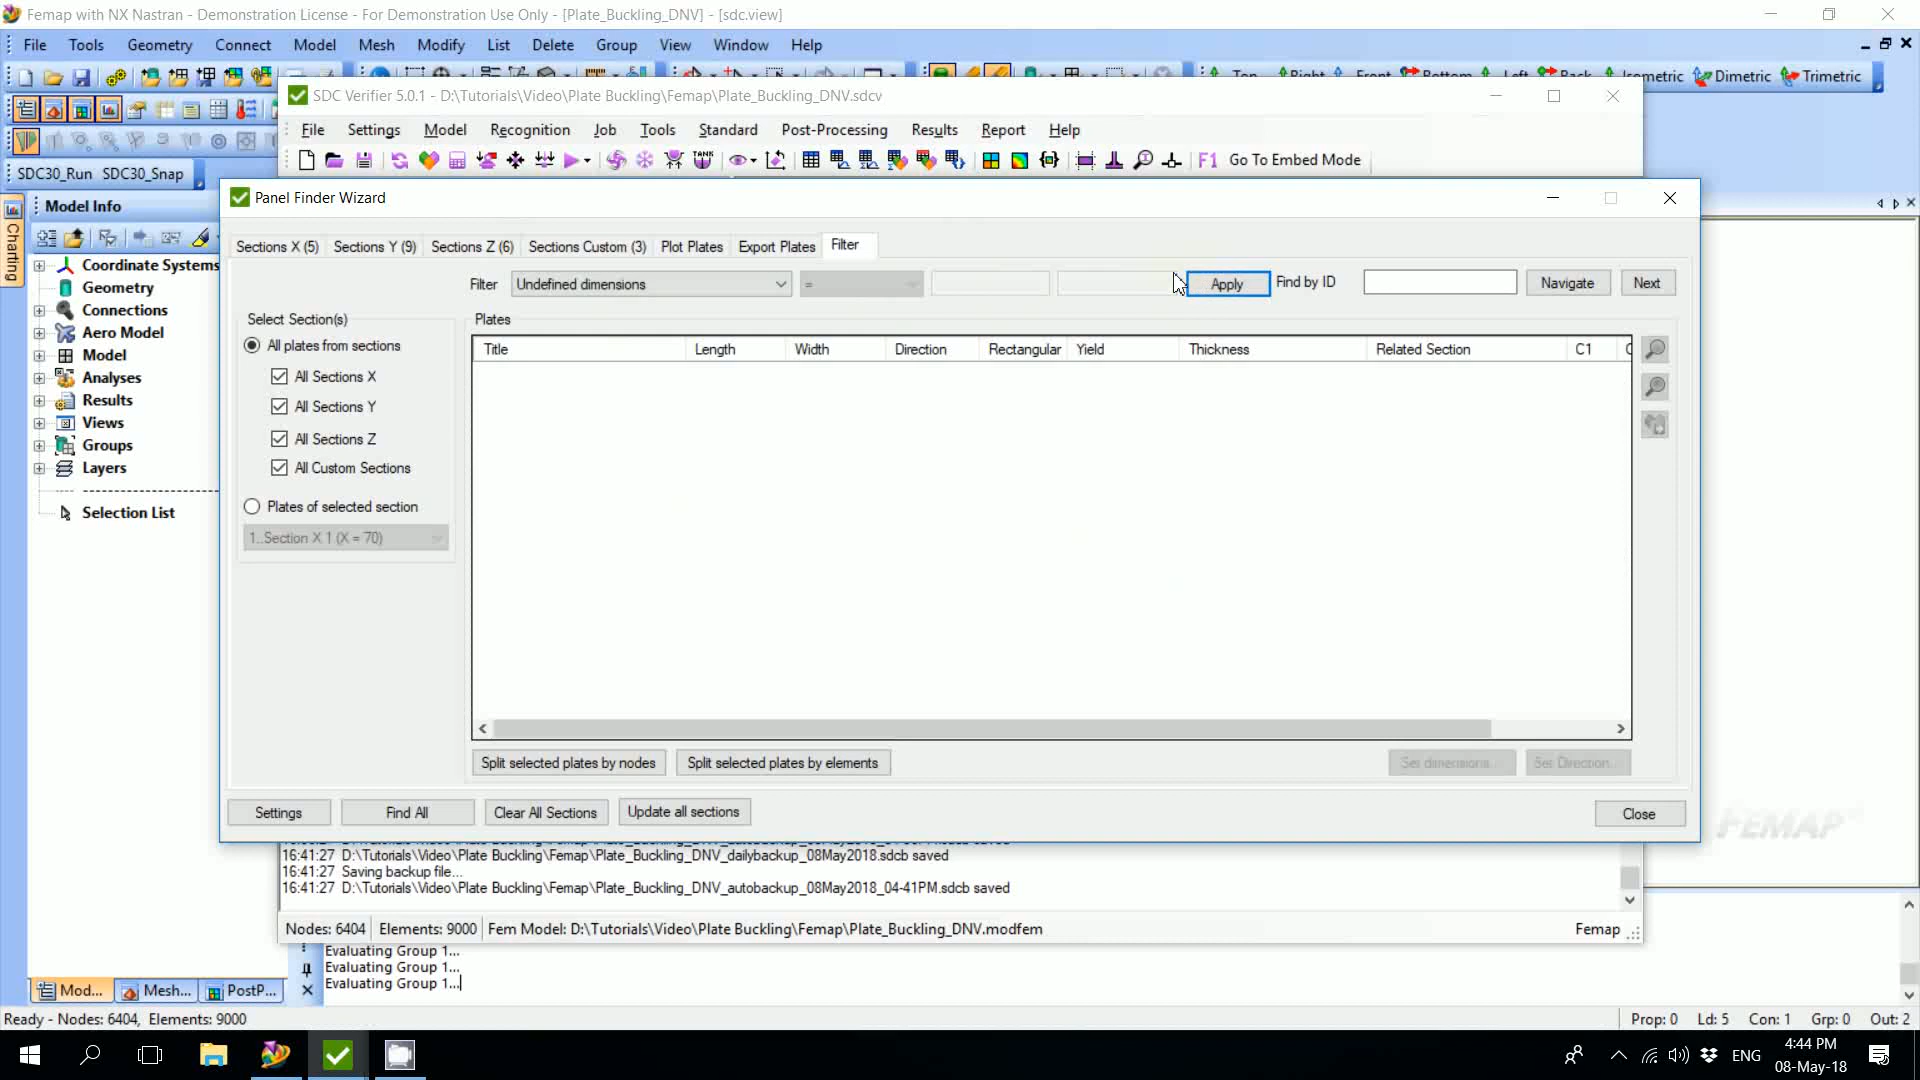 Femap with NX Nastran - Demonstration License - For Demonstration Use Only - [Plate_Buckling_DNV] - [sdc.view]
File Tools Geometry Connect Model Mesh Modify List Delete Group View Window Help
Top Right Front Bottom Left Back Isometric Dimetric Trimetric
SDC Verifier 5.0.1 - D:\Tutorials\Video\Plate Buckling\Femap\Plate_Buckling_DNV.sdcv
File Settings Model Recognition Job Tools Standard Post-Processing Results Report Help
TANK F1 Go To Embed Mode
SDC30_Run SDC30_Snap
Panel Finder Wizard
Model Info
Charting
Sections X (5) Sections Y (9) Sections Z (6) Sections Custom (3) Plot Plates Export Plates Filter
Coordinate Systems
Geometry
Connections
Aero Model
Model
Analyses
Results
Views
Groups
Layers
Selection List
Filter Undefined dimensions = Apply Find by ID Navigate Next
Select Section(s)
All plates from sections
All Sections X
All Sections Y
All Sections Z
All Custom Sections
Plates of selected section
1..Section X 1 (X = 70)
Plates
Title Length Width Direction Rectangular Yield Thickness Related Section C1
Split selected plates by nodes Split selected plates by elements Set dimensions... Set Direction...
Settings Find All Clear All Sections Update all sections Close
FEMAP
16:41:27 D:\Tutorials\Video\Plate Buckling\Femap\Plate_Buckling_DNV_dailybackup_08May2018.sdcb saved
16:41:27 Saving backup file...
16:41:27 D:\Tutorials\Video\Plate Buckling\Femap\Plate_Buckling_DNV_autobackup_08May2018_04-41PM.sdcb saved
Nodes: 6404 Elements: 9000 Fem Model: D:\Tutorials\Video\Plate Buckling\Femap\Plate_Buckling_DNV.modfem Femap
Evaluating Group 1...
Evaluating Group 1...
Evaluating Group 1...
Mod... Mesh... PostP...
Ready - Nodes: 6404, Elements: 9000 Prop: 0 Ld: 5 Con: 1 Grp: 0 Out: 2
ENG 4:44 PM
08-May-18